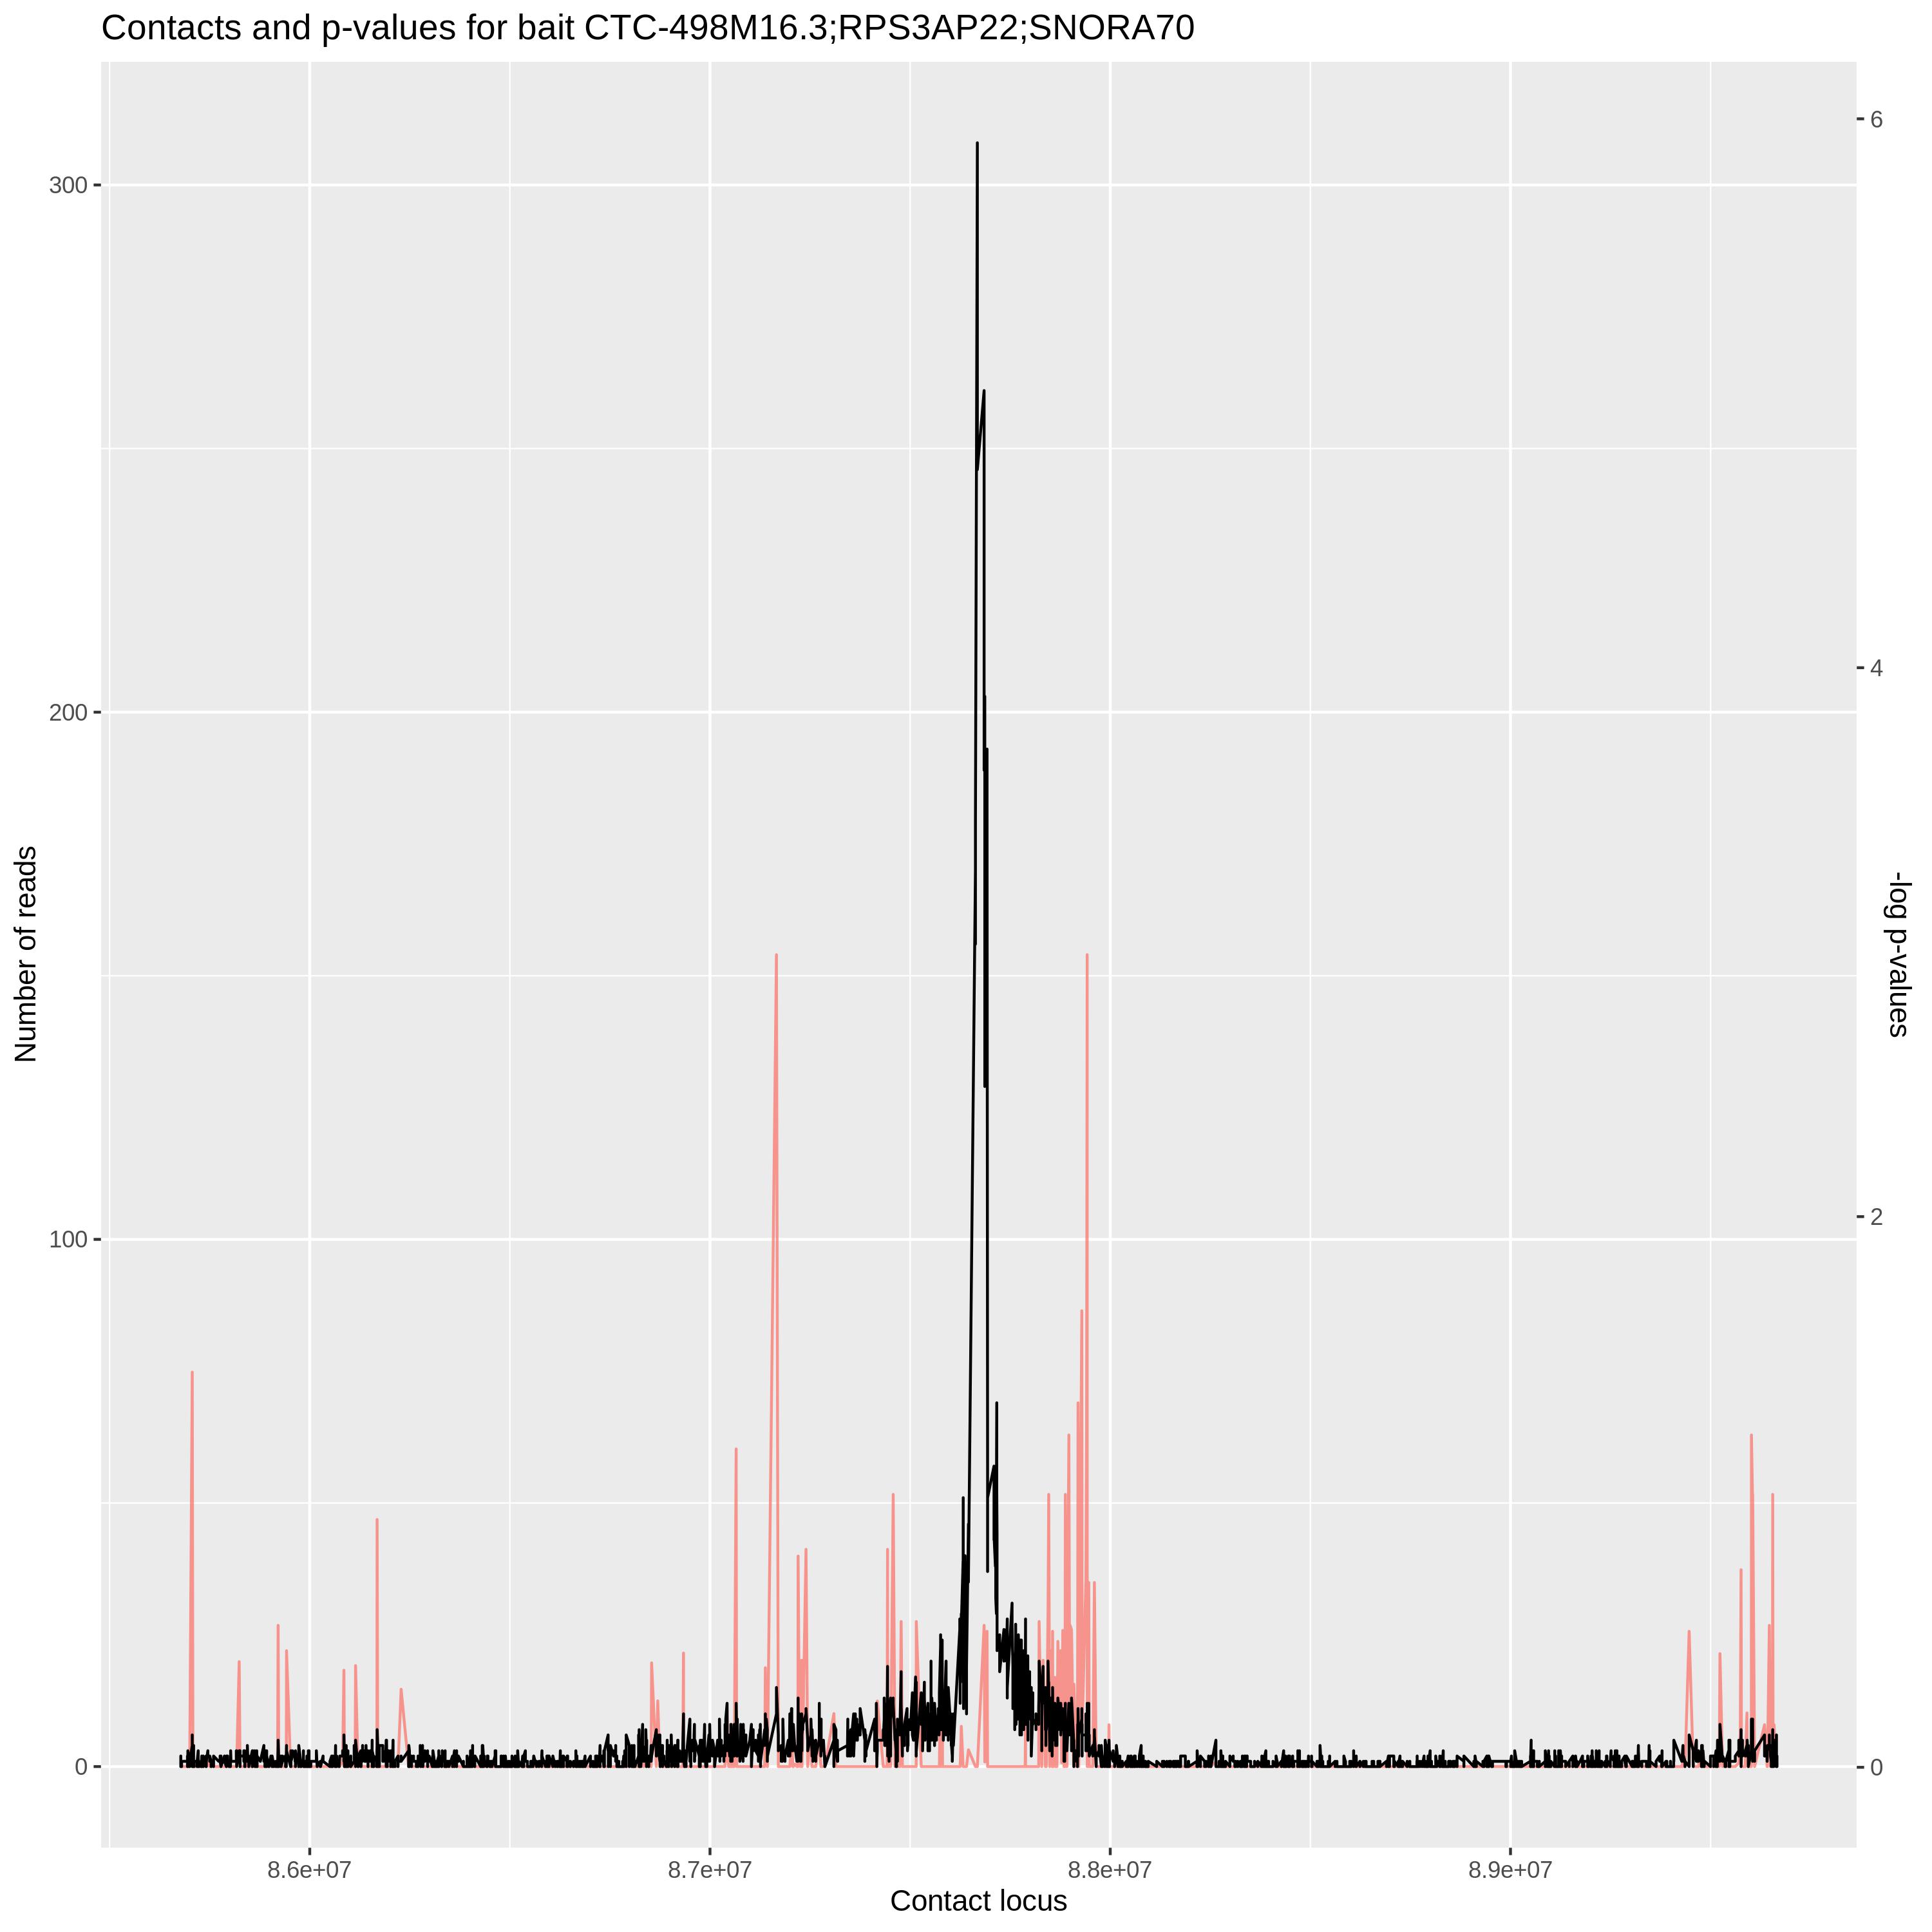 Contacts and p-values for bait CTC-498M16.3;RPS3AP22;SNORA70
300
200
100
0
Number of reads
6
4
2
0
-log p-values
8.6e+07
8.7e+07
8.8e+07
8.9e+07
Contact locus